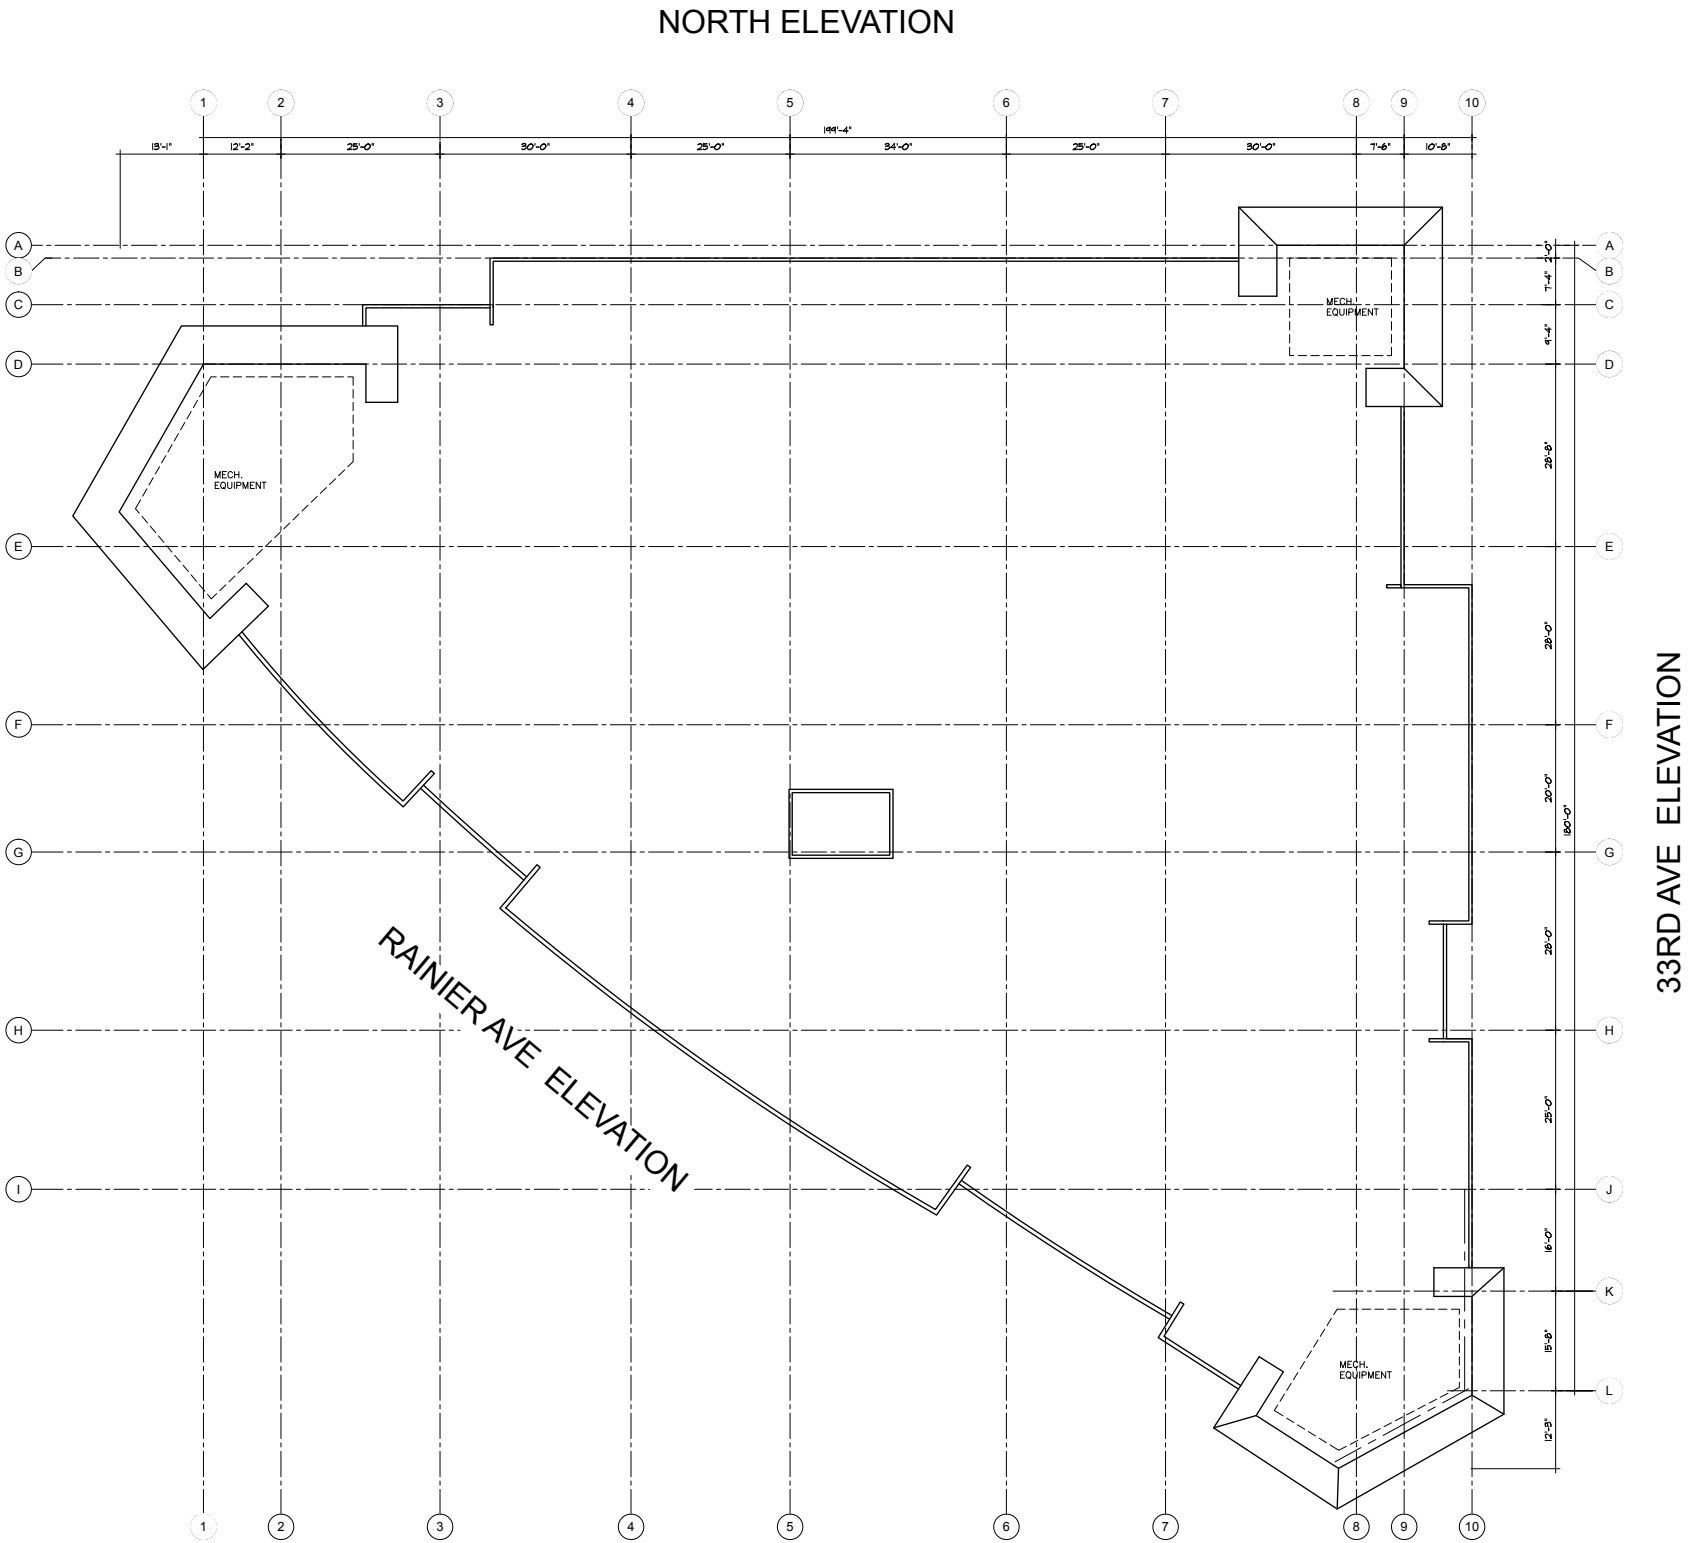 NORTH ELEVATION
1 2 3 4 5 6 7 8 9 10
199'-4"
13'-1" 12'-2" 25'-0" 30'-0" 25'-0" 34'-0" 25'-0" 30'-0" 7'-6" 10'-8"
A A
B B
2'-0"
7'-4"
C C
MECH.
EQUIPMENT
9'-4"
D D
28'-8"
MECH.
EQUIPMENT
E E
28'-0"
F F
20'-0"
180'-0"
G G
33RD AVE ELEVATION
28'-0"
RAINIER AVE ELEVATION
H H
25'-0"
I J
16'-0"
K
15'-8"
MECH.
EQUIPMENT
L
1 2 3 4 5 6 7 8 9 10